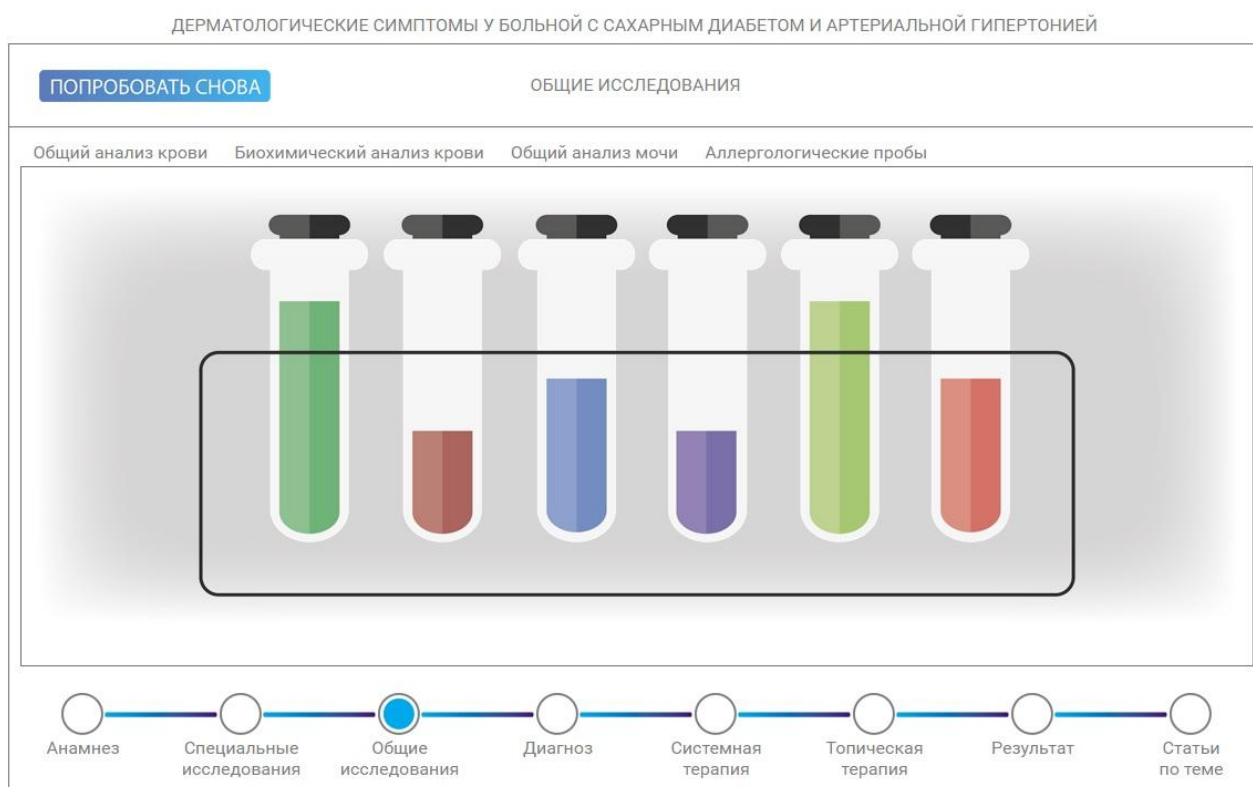 ДЕРМАТОЛОГИЧЕСКИЕ СИМПТОМЫ У БОЛЬНОЙ С САХАРНЫМ ДИАБЕТОМ И АРТЕРИАЛЬНОЙ ГИПЕРТОНИЕЙ
ПОПРОБОВАТЬ СНОВА
ОБЩИЕ ИССЛЕДОВАНИЯ
Общий анализ крови Биохимический анализ крови Общий анализ мочи Аллергологические пробы
Анамнез
Специальные
исследования
Общие
исследования
Диагноз
Системная
терапия
Топическая
терапия
Результат
Статьи
по теме